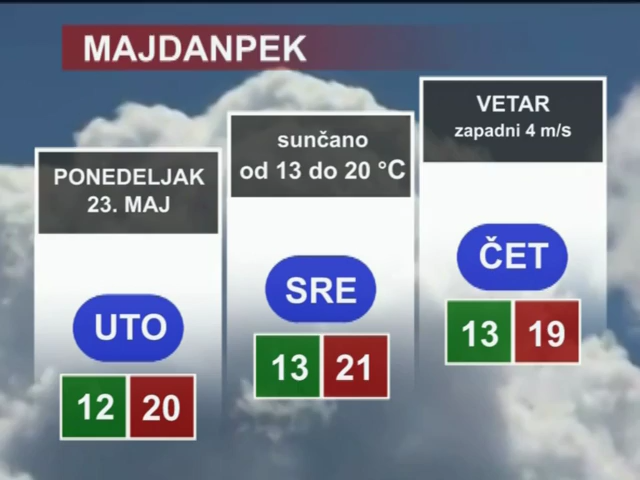 MAJDANPEK
PONEDELJAK
23. MAJ
sunčano
od 13 do 20 °C
VETAR
zapadni 4 m/s
UTO
12 20
SRE
13 21
ČET
13 19